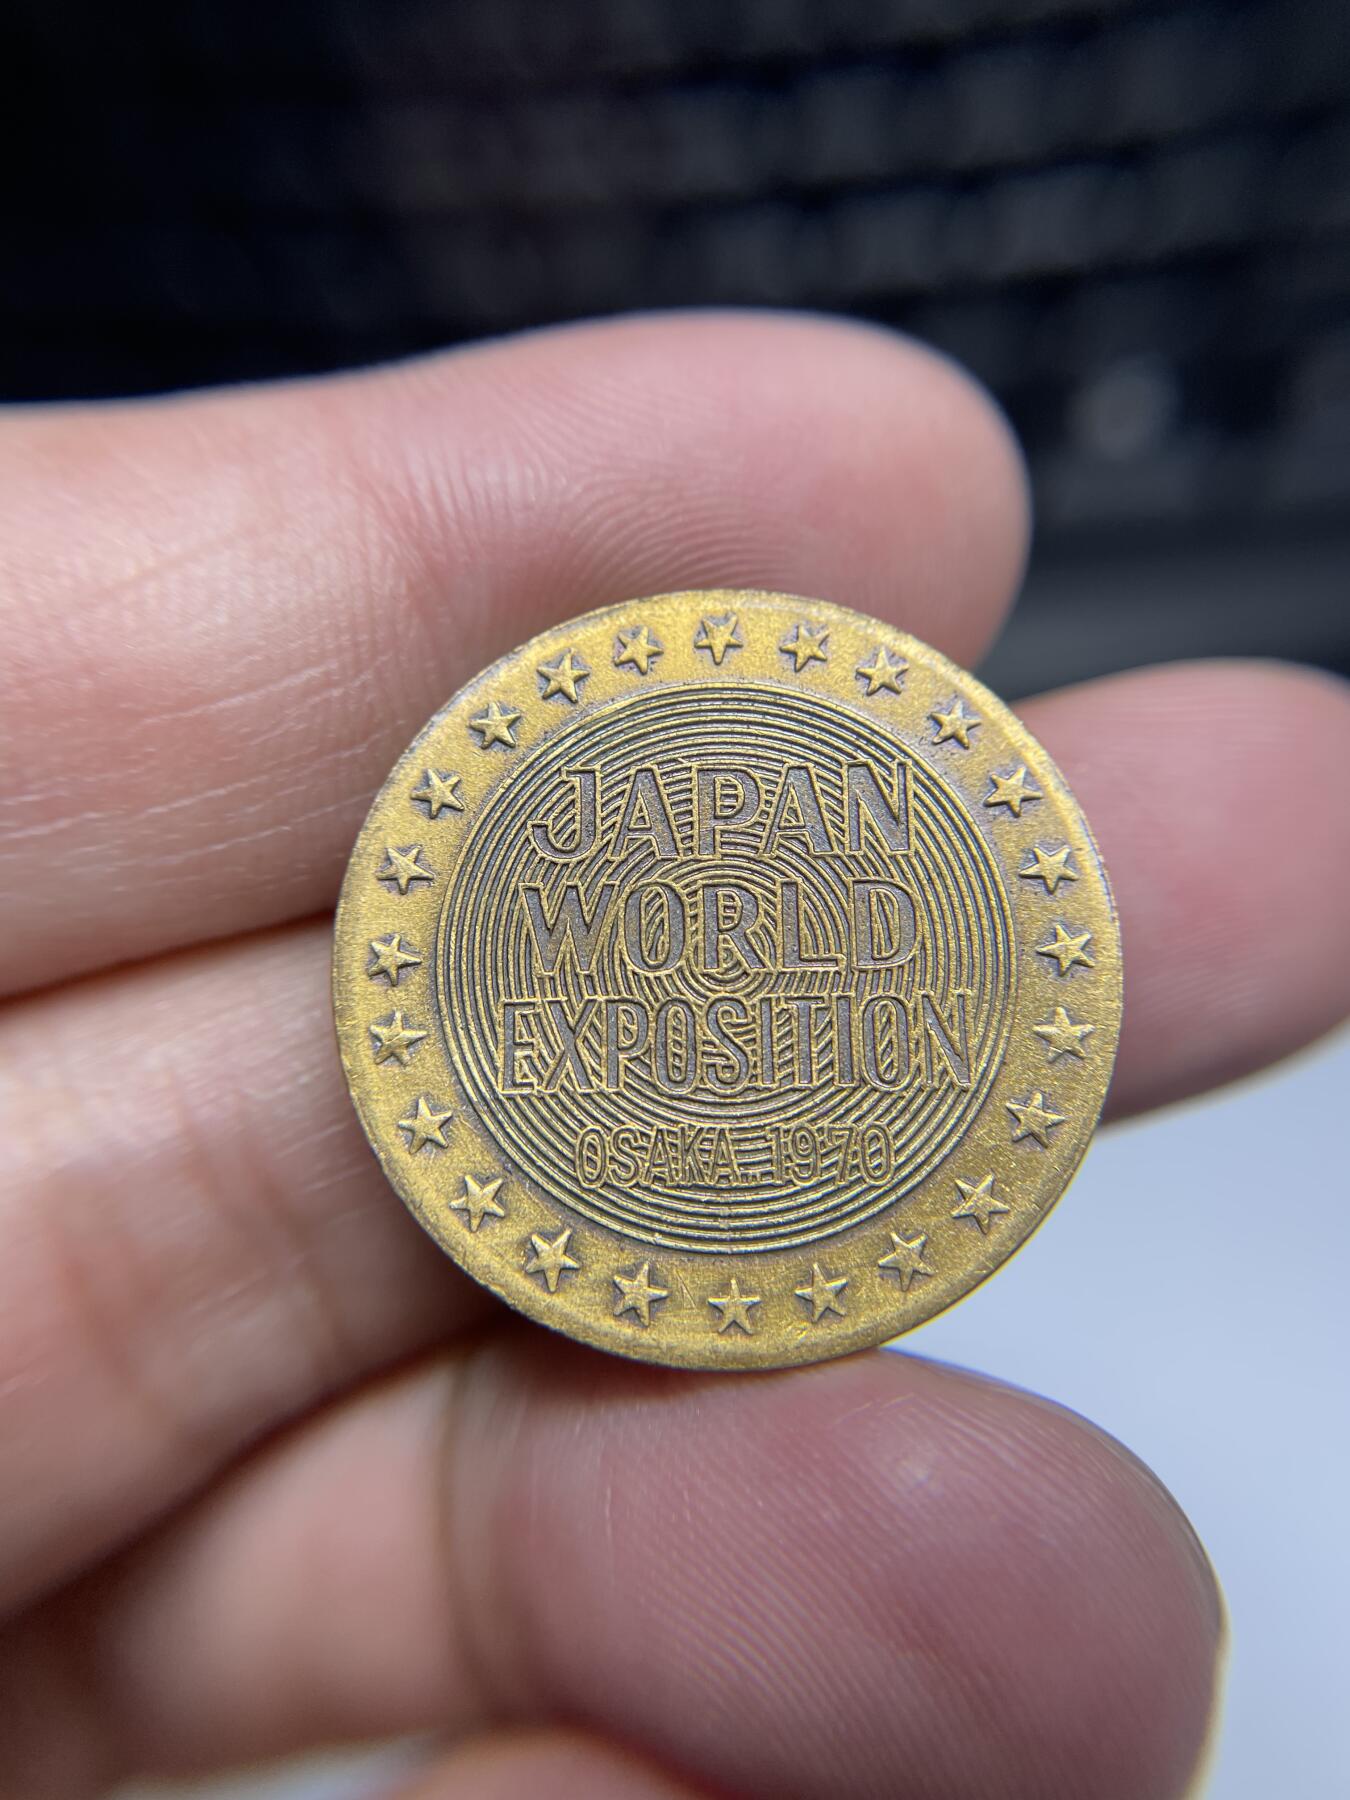 JAPAN
WORLD
EXPOSITION
OSAKA 1970